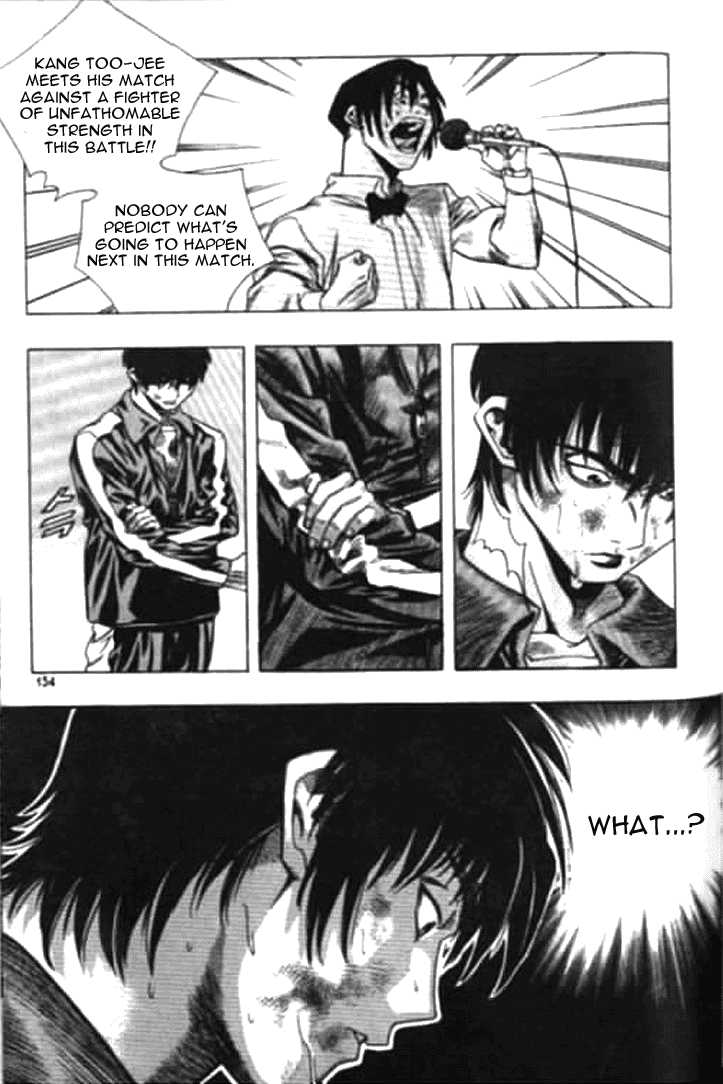 KANG TOO-JEE
MEETS HIS MATCH
AGAINST A FIGHTER
OF UNFATHOMABLE
STRENGTH IN
THIS BATTLE!!
NOBODY CAN
PREDICT WHAT'S
GOING TO HAPPEN
NEXT IN THIS MATCH.
134
WHAT...?